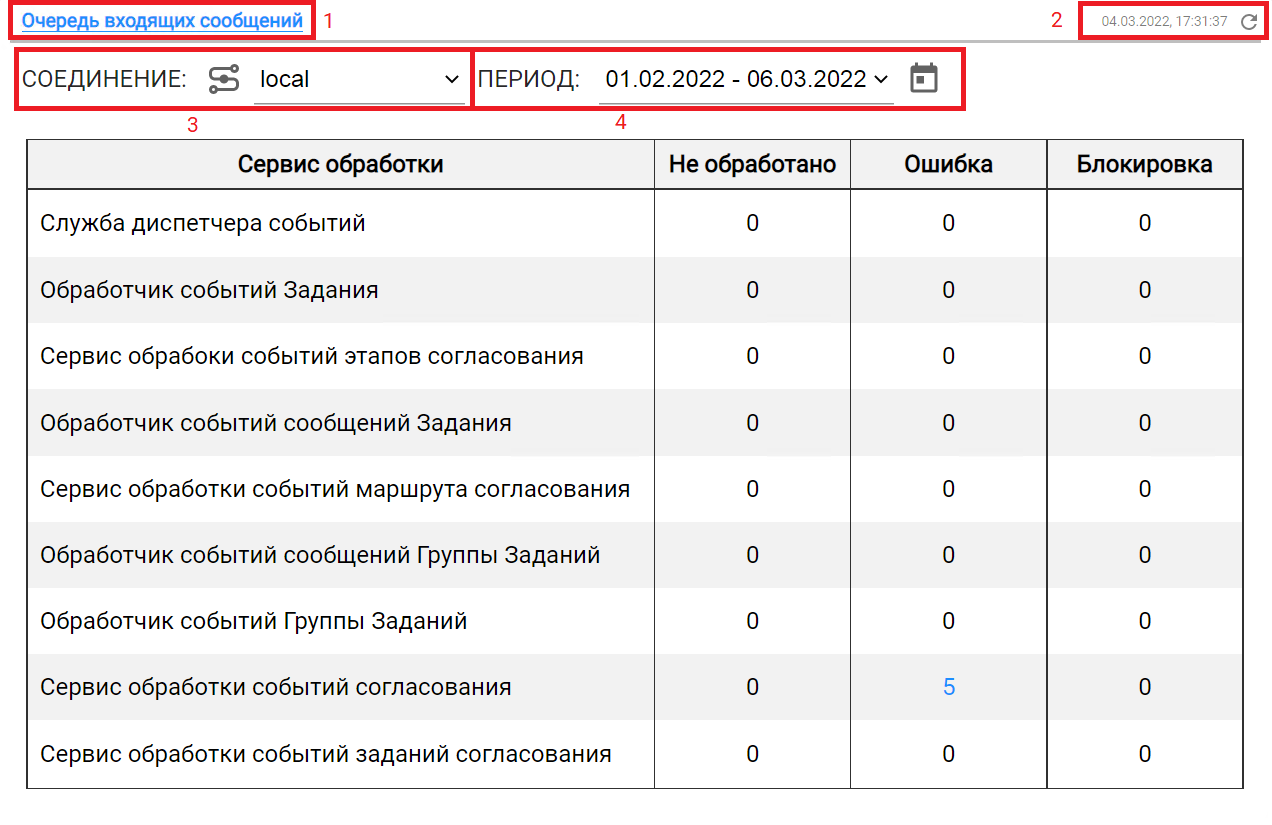 Очередь входящих сообщений 1 2 04.03.2022, 17:31:37
СОЕДИНЕНИЕ: local ПЕРИОД: 01.02.2022 - 06.03.2022
3 4
Сервис обработки Не обработано Ошибка Блокировка
Служба диспетчера событий 0 0 0
Обработчик событий Задания 0 0 0
Сервис обрабоки событий этапов согласования 0 0 0
Обработчик событий сообщений Задания 0 0 0
Сервис обработки событий маршрута согласования 0 0 0
Обработчик событий сообщений Группы Заданий 0 0 0
Обработчик событий Группы Заданий 0 0 0
Сервис обработки событий согласования 0 5 0
Сервис обработки событий заданий согласования 0 0 0